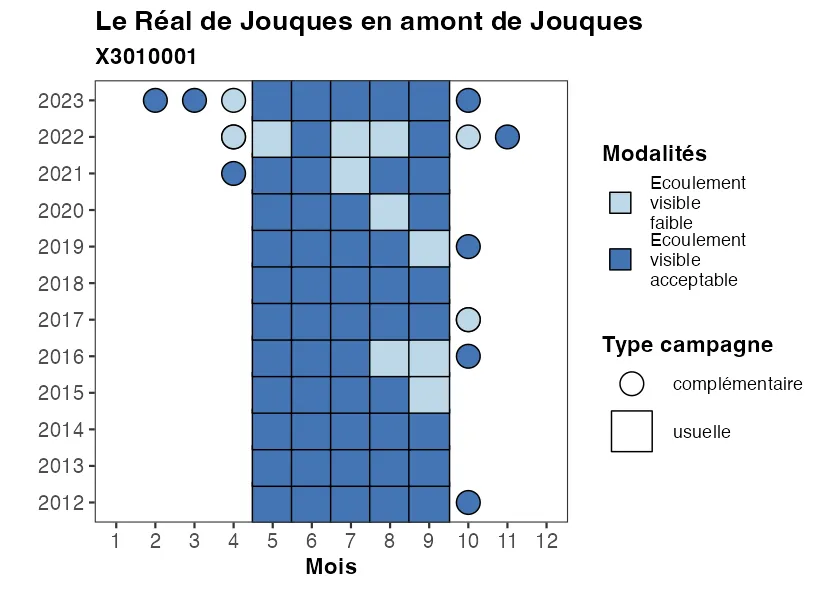 Le Réal de Jouques en amont de Jouques
X3010001
2023
2022
2021
2020
2019
2018
2017
2016
2015
2014
2013
2012
1 2 3 4 5 6 7 8 9 10 11 12
Mois
Modalités
Ecoulement
visible
faible
Ecoulement
visible
acceptable
Type campagne
complémentaire
usuelle